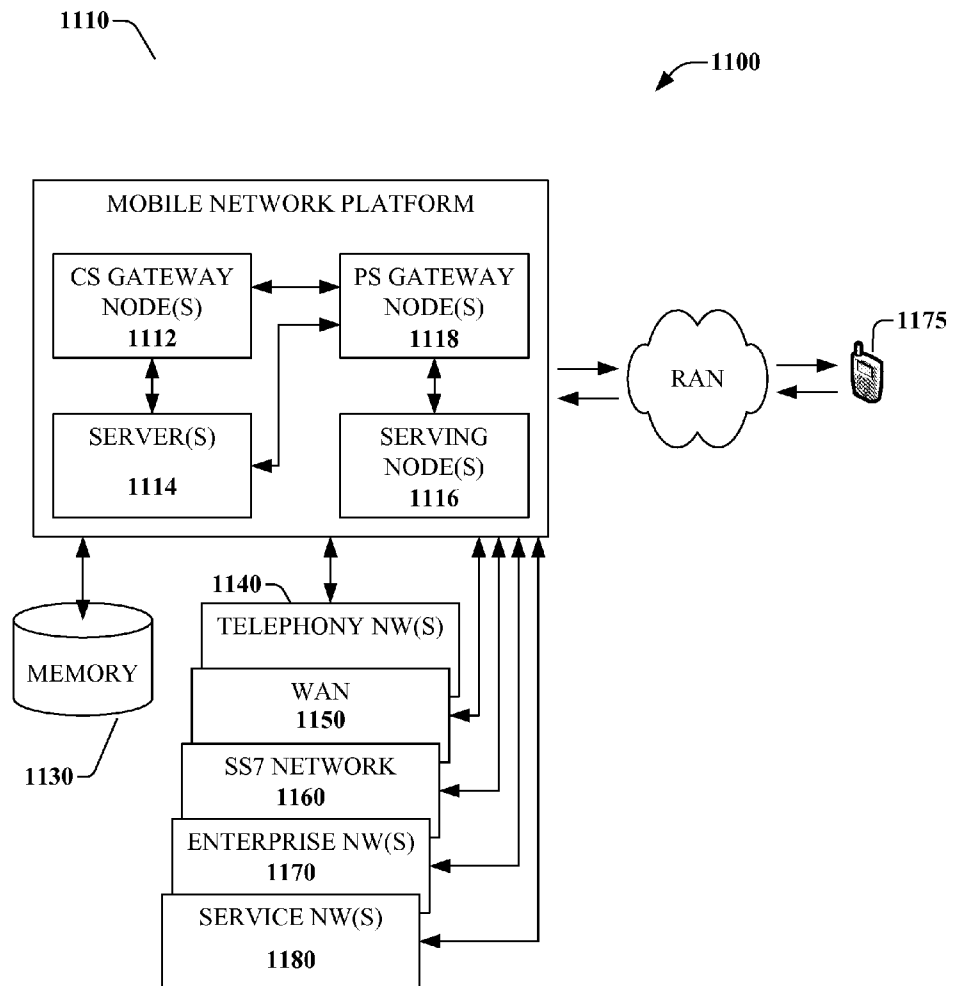 1110
1100
MOBILE NETWORK PLATFORM
CS GATEWAY
NODE(S)
1112
PS GATEWAY
NODE(S)
1118
SERVER(S)
1114
SERVING
NODE(S)
1116
RAN
1175
MEMORY
1130
1140
TELEPHONY NW(S)
WAN
1150
SS7 NETWORK
1160
ENTERPRISE NW(S)
1170
SERVICE NW(S)
1180